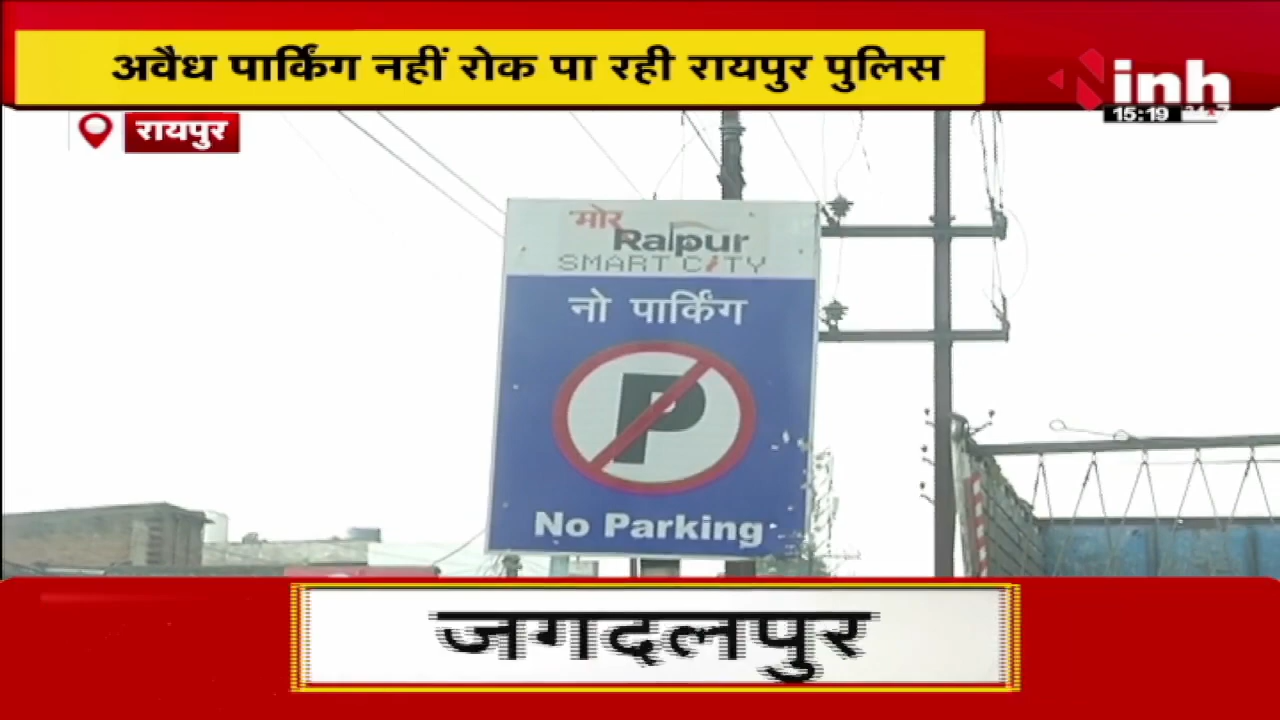 अवैध पार्किंग नहीं रोक पा रही रायपुर पुलिस
inh
15:19
रायपुर
मोर
Raipur
SMART CITY
नो पार्किंग
P
No Parking
जगदलपुर